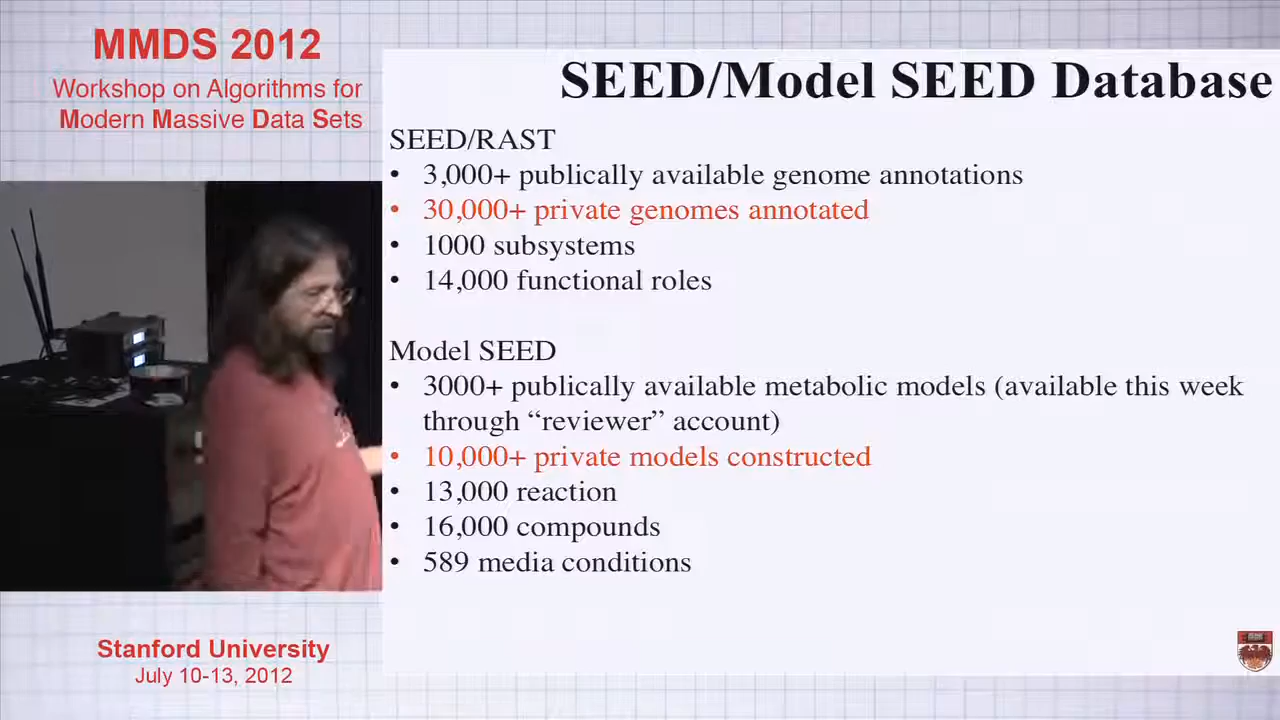 MMDS 2012
Workshop on Algorithms for
Modern Massive Data Sets
SEED/Model SEED Database
SEED/RAST
• 3,000+ publically available genome annotations
• 30,000+ private genomes annotated
• 1000 subsystems
• 14,000 functional roles
Model SEED
• 3000+ publically available metabolic models (available this week
through “reviewer” account)
• 10,000+ private models constructed
• 13,000 reaction
• 16,000 compounds
• 589 media conditions
Stanford University
July 10-13, 2012